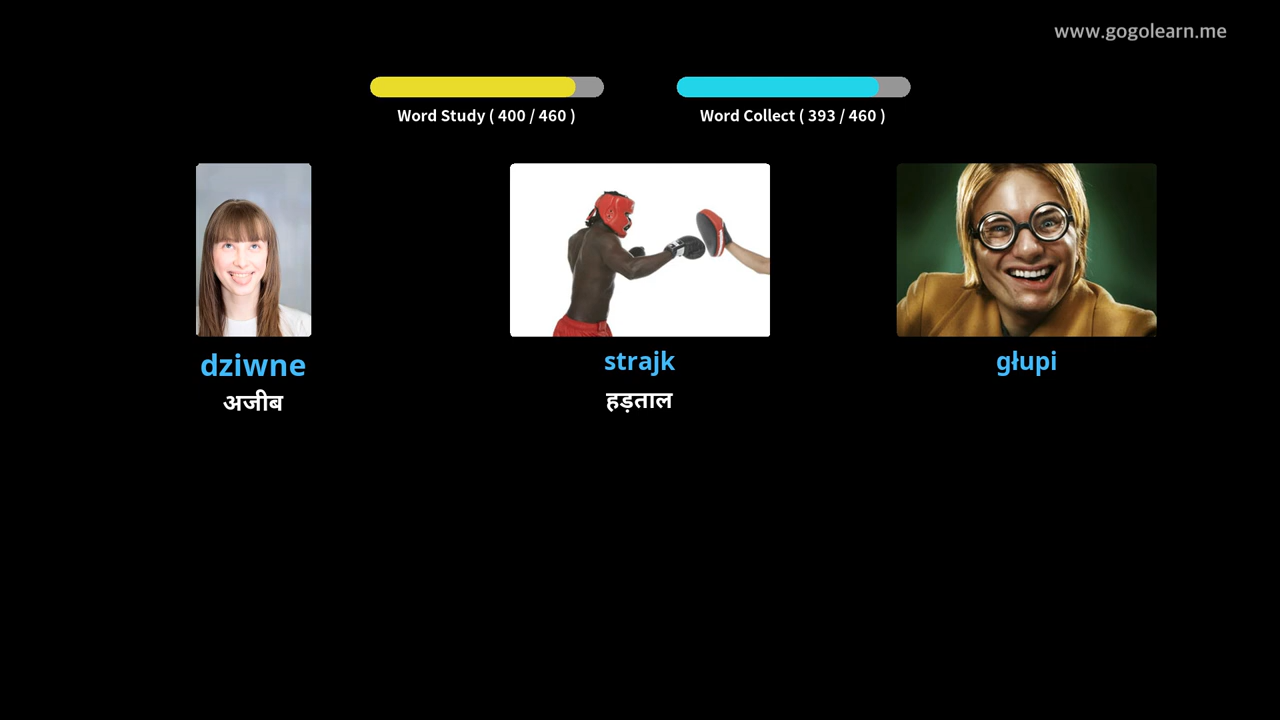 www.gogolearn.me
Word Study ( 400 / 460 )
Word Collect ( 393 / 460 )
dziwne
अजीब
strajk
हड़ताल
głupi